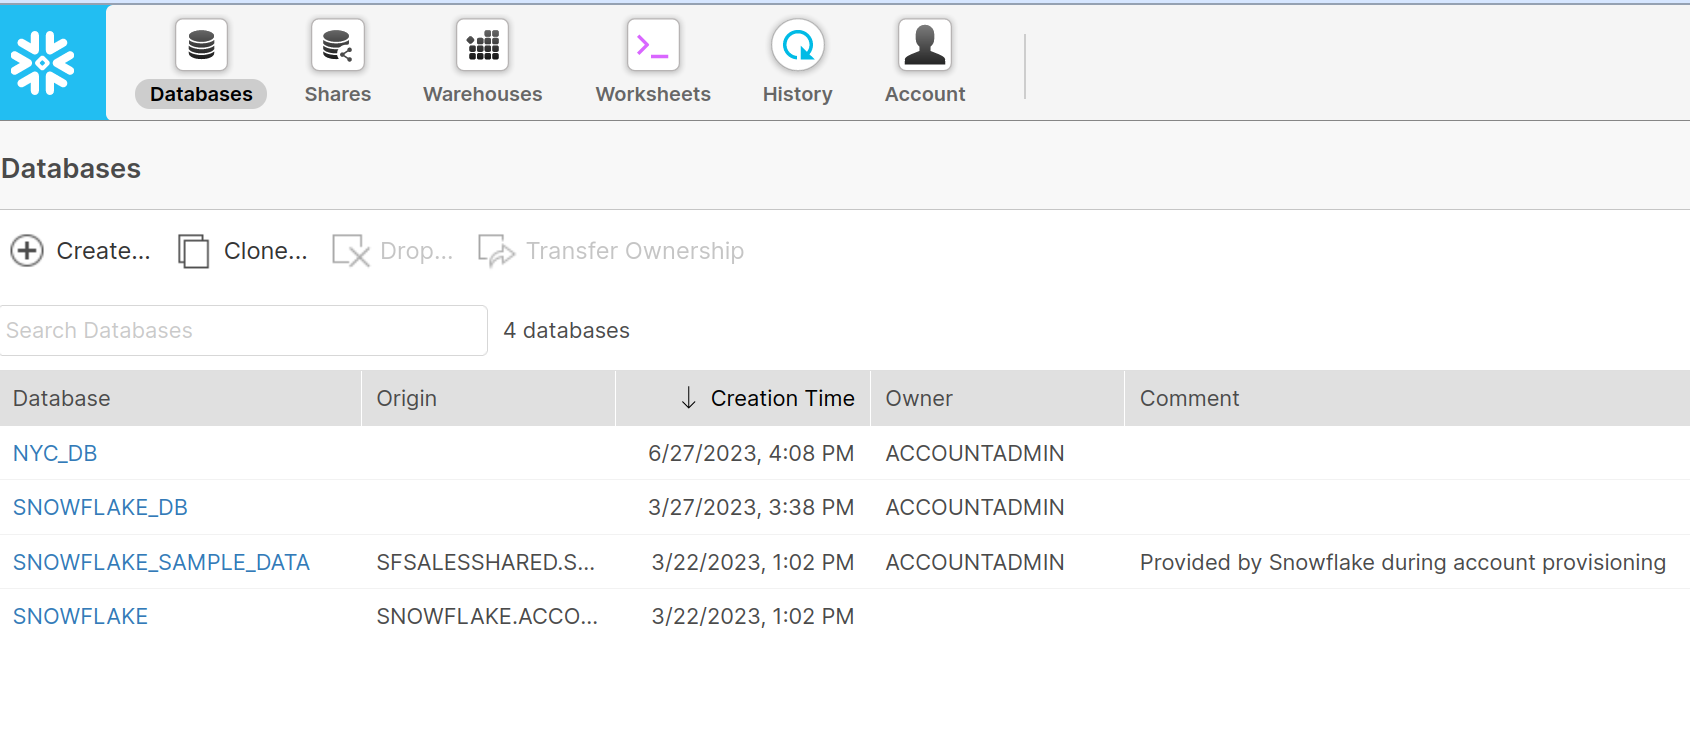 Databases Shares Warehouses Worksheets History Account
Databases
Create... Clone... Drop... Transfer Ownership
Search Databases 4 databases
Database Origin Creation Time Owner Comment
NYC_DB 6/27/2023, 4:08 PM ACCOUNTADMIN
SNOWFLAKE_DB 3/27/2023, 3:38 PM ACCOUNTADMIN
SNOWFLAKE_SAMPLE_DATA SFSALESSHARED.S... 3/22/2023, 1:02 PM ACCOUNTADMIN Provided by Snowflake during account provisioning
SNOWFLAKE SNOWFLAKE.ACCO... 3/22/2023, 1:02 PM